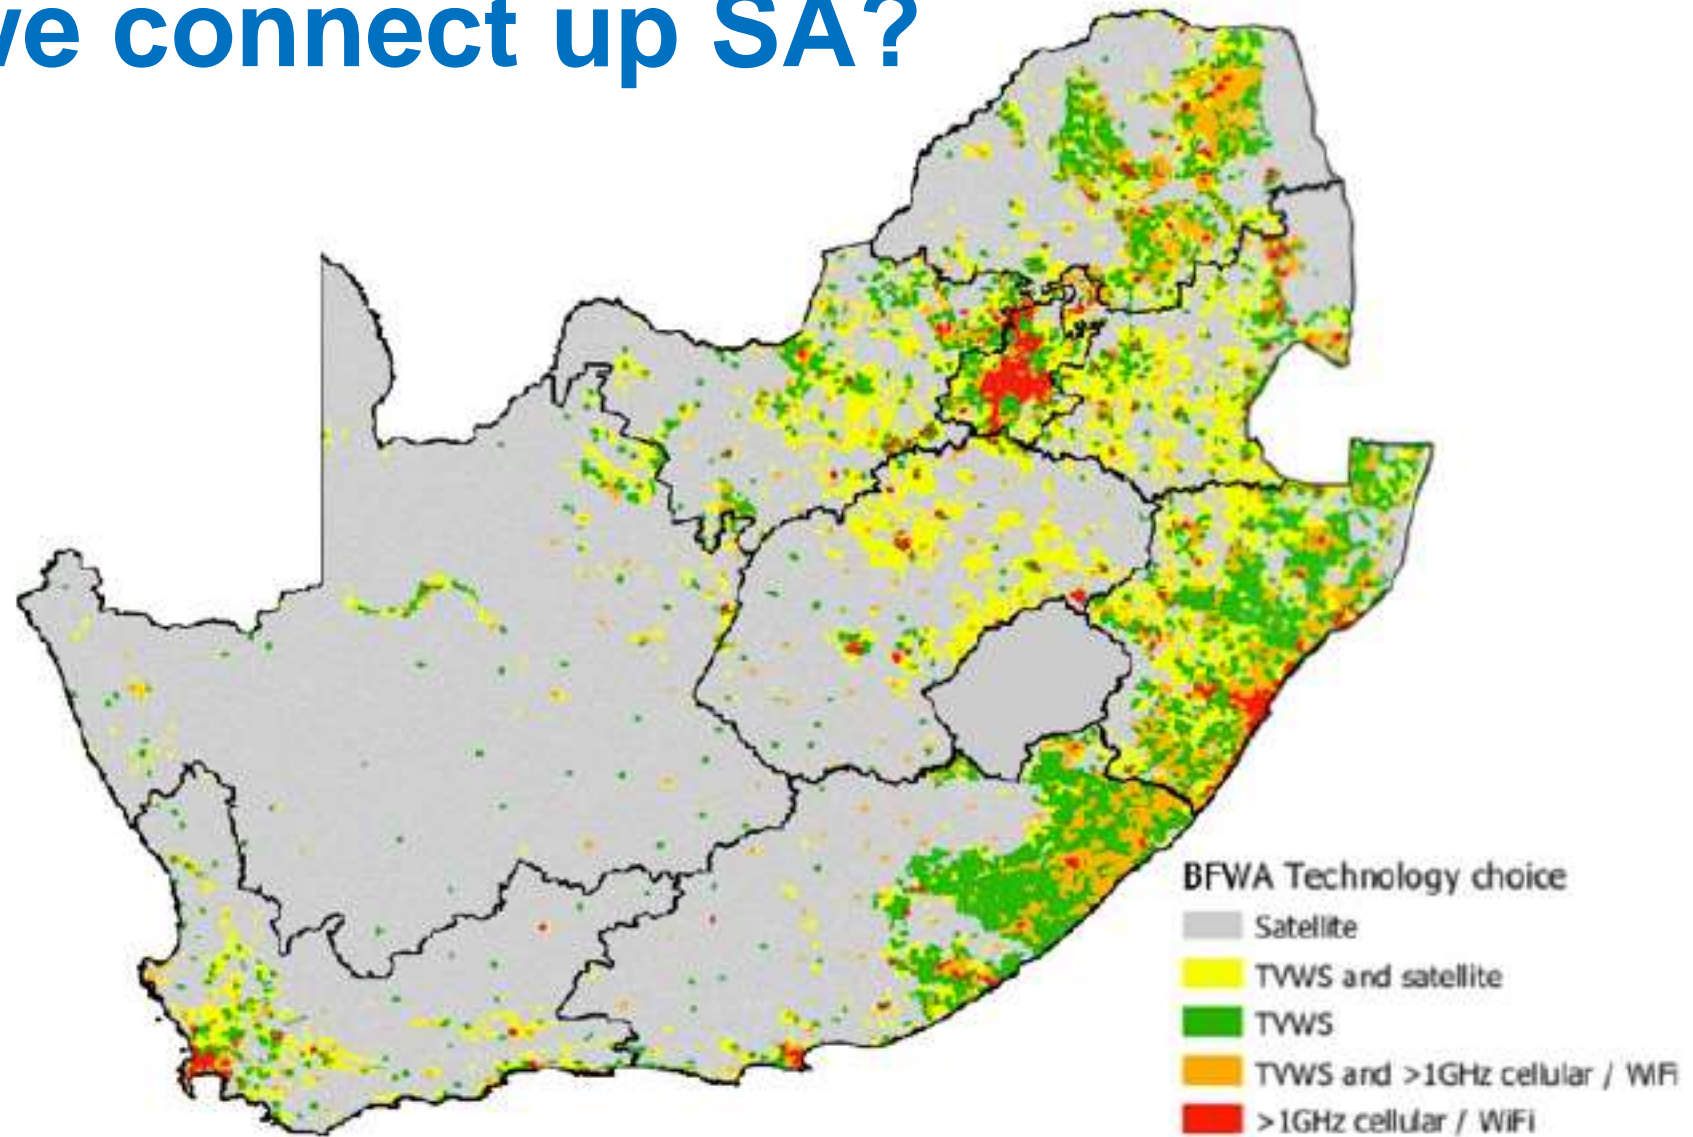 ve connect up SA?
BFWA Technology choice
Satellite
TVWS and satellite
TVWS
TVWS and >1GHz cellular / WiFi
>1GHz cellular / WiFi